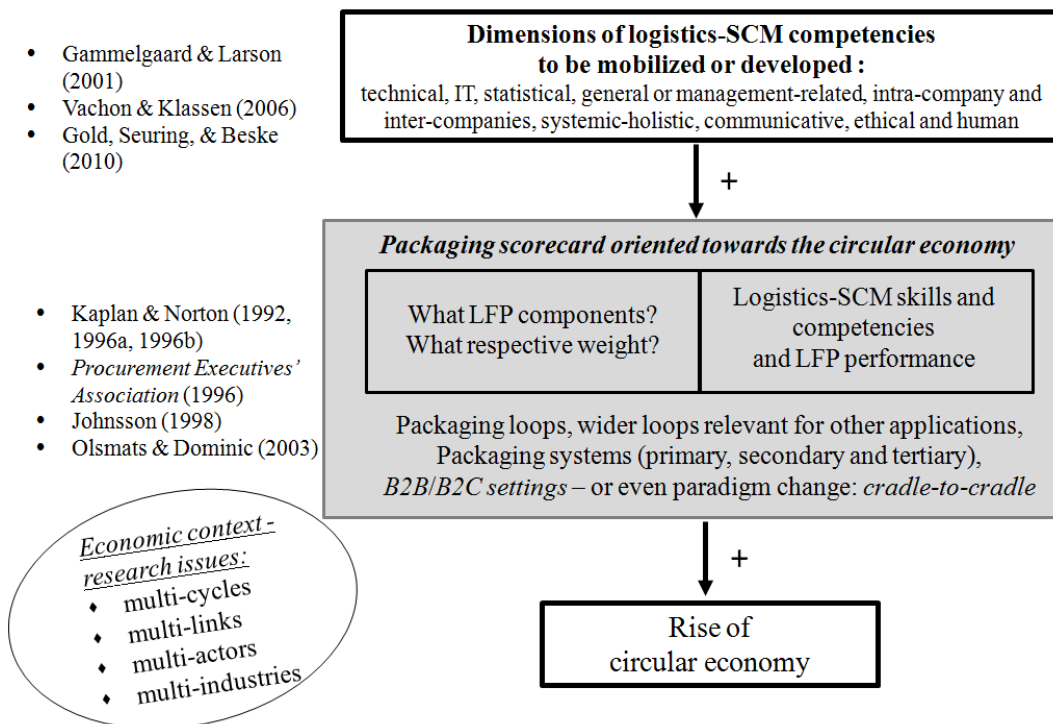 • Gammelgaard & Larson
(2001)
• Vachon & Klassen (2006)
• Gold, Seuring, & Beske
(2010)
Dimensions of logistics-SCM competencies
to be mobilized or developed :
technical, IT, statistical, general or management-related, intra-company and
inter-companies, systemic-holistic, communicative, ethical and human
+
Packaging scorecard oriented towards the circular economy
What LFP components?
What respective weight?
Logistics-SCM skills and
competencies
and LFP performance
Packaging loops, wider loops relevant for other applications,
Packaging systems (primary, secondary and tertiary),
B2B/B2C settings – or even paradigm change: cradle-to-cradle
• Kaplan & Norton (1992,
1996a, 1996b)
• Procurement Executives’
Association (1996)
• Johnsson (1998)
• Olsmats & Dominic (2003)
Economic context -
research issues:
♦ multi-cycles
♦ multi-links
♦ multi-actors
♦ multi-industries
+
Rise of
circular economy